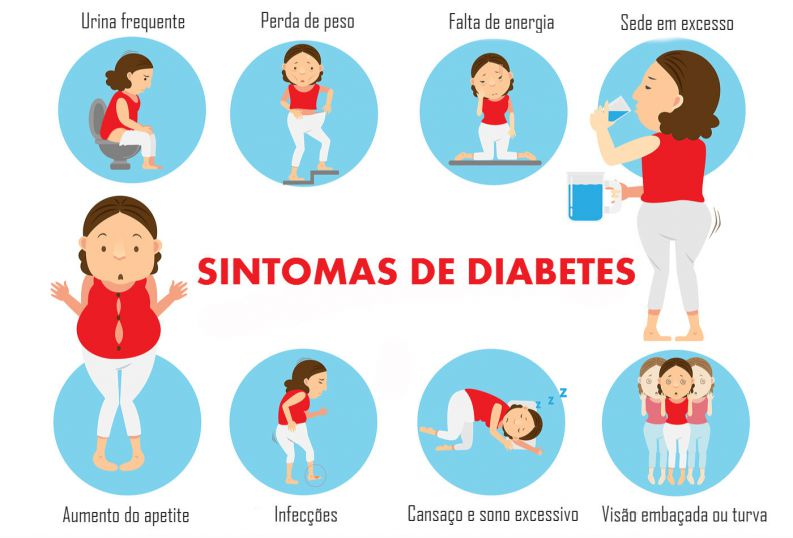 Urina frequente
Perda de peso
Falta de energia
Sede em excesso
SINTOMAS DE DIABETES
z z z
Aumento do apetite
Infecções
Cansaço e sono excessivo
Visão embaçada ou turva